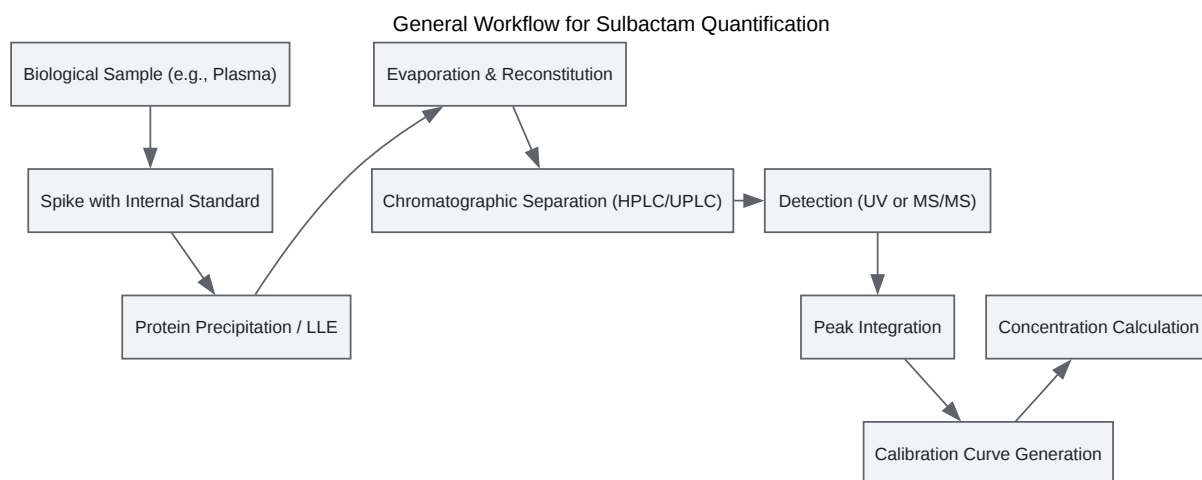 General Workflow for Sulbactam Quantification
Biological Sample (e.g., Plasma)
Evaporation & Reconstitution
Spike with Internal Standard
Chromatographic Separation (HPLC/UPLC)
Detection (UV or MS/MS)
Protein Precipitation / LLE
Peak Integration
Concentration Calculation
Calibration Curve Generation